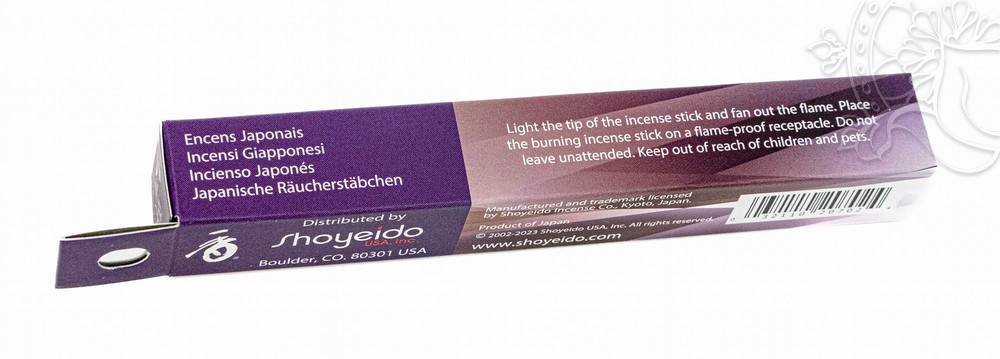 Encens Japonais
Incensi Giapponesi
Incienso Japonés
Japanische Räucherstäbchen
Light the tip of the incense stick and fan out the flame. Place
the burning incense stick on a flame-proof receptacle. Do not
leave unattended. Keep out of reach of children and pets.
Distributed by
Shoyeido
USA, Inc.
Boulder, CO. 80301 USA
Manufactured and trademark licensed
by Shoyeido Incense Co., Kyoto, Japan.
Product of Japan
© 2002-2023 Shoyeido USA, Inc. All rights reserved.
www.shoyeido.com